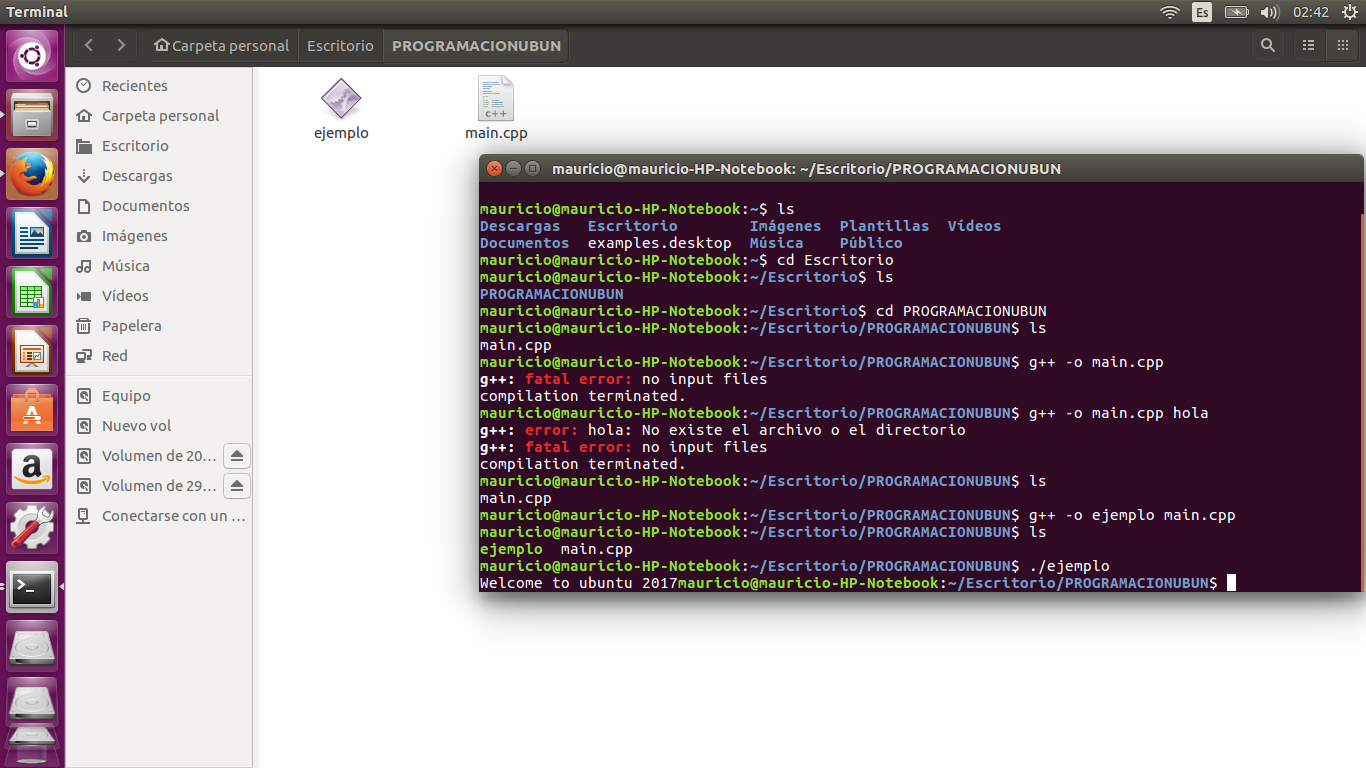 Terminal
Es
02:42
Carpeta personal
Escritorio
PROGRAMACIONUBUN
Recientes
Carpeta personal
Escritorio
Descargas
Documentos
Imágenes
Música
Vídeos
Papelera
Red
Equipo
Nuevo vol
Volumen de 20...
Volumen de 29...
Conectarse con un ...
ejemplo
c++
main.cpp
mauricio@mauricio-HP-Notebook: ~/Escritorio/PROGRAMACIONUBUN
mauricio@mauricio-HP-Notebook:~$ ls
Descargas Escritorio Imágenes Plantillas Vídeos
Documentos examples.desktop Música Público
mauricio@mauricio-HP-Notebook:~$ cd Escritorio
mauricio@mauricio-HP-Notebook:~/Escritorio$ ls
PROGRAMACIONUBUN
mauricio@mauricio-HP-Notebook:~/Escritorio$ cd PROGRAMACIONUBUN
mauricio@mauricio-HP-Notebook:~/Escritorio/PROGRAMACIONUBUN$ ls
main.cpp
mauricio@mauricio-HP-Notebook:~/Escritorio/PROGRAMACIONUBUN$ g++ -o main.cpp
g++: fatal error: no input files
compilation terminated.
mauricio@mauricio-HP-Notebook:~/Escritorio/PROGRAMACIONUBUN$ g++ -o main.cpp hola
g++: error: hola: No existe el archivo o el directorio
g++: fatal error: no input files
compilation terminated.
mauricio@mauricio-HP-Notebook:~/Escritorio/PROGRAMACIONUBUN$ ls
main.cpp
mauricio@mauricio-HP-Notebook:~/Escritorio/PROGRAMACIONUBUN$ g++ -o ejemplo main.cpp
mauricio@mauricio-HP-Notebook:~/Escritorio/PROGRAMACIONUBUN$ ls
ejemplo main.cpp
mauricio@mauricio-HP-Notebook:~/Escritorio/PROGRAMACIONUBUN$ ./ejemplo
Welcome to ubuntu 2017mauricio@mauricio-HP-Notebook:~/Escritorio/PROGRAMACIONUBUN$